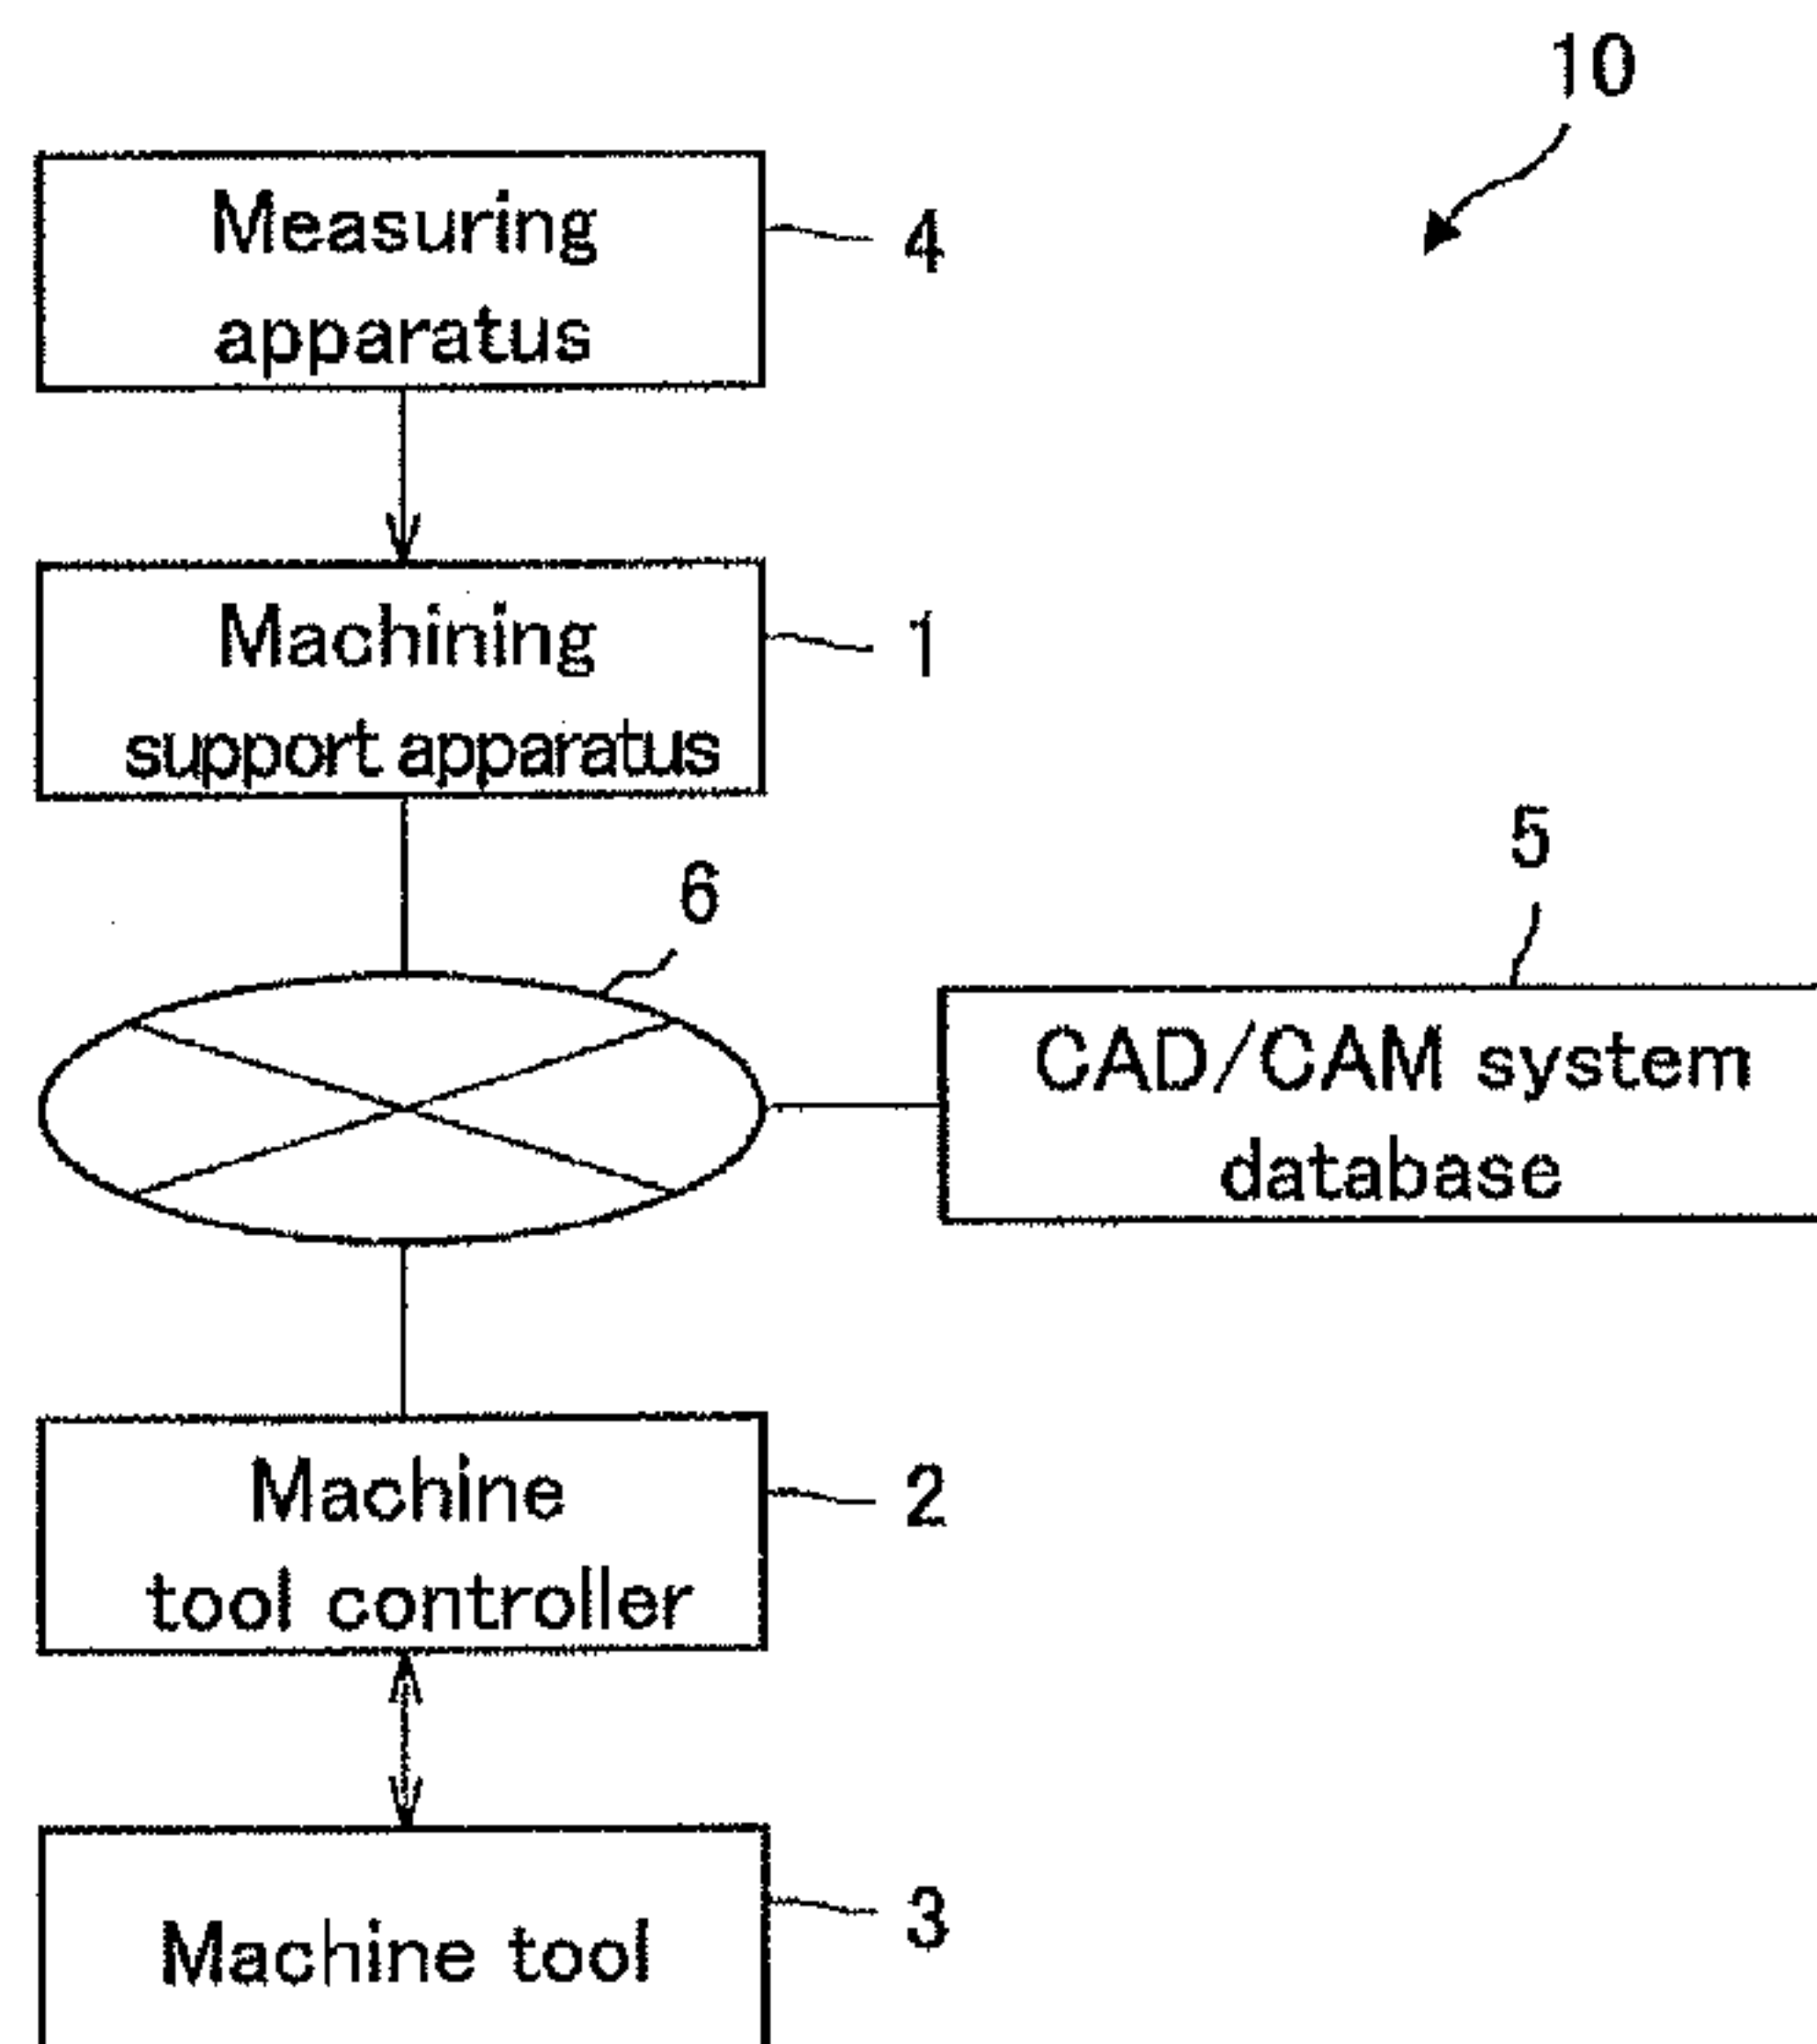 10
Measuring
apparatus
4
Machining
support apparatus
1
6
5
CAD/CAM system
database
Machine
tool controller
2
Machine tool
3